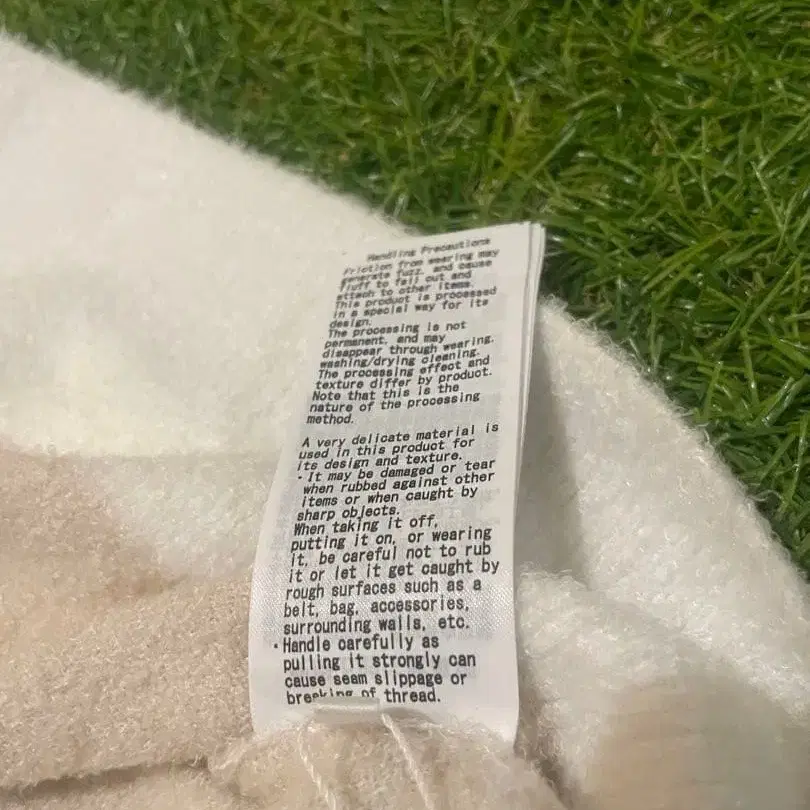 Handling Precautions
Friction from wearing may
generate fuzz, and cause
fluff to fall out and
attach to other items.
This product is processed
in a special way for its
design.
The processing is not
permanent, and may
disappear through wearing,
washing/drying cleaning.
The processing effect and
texture differ by product.
Note that this is the
nature of the processing
method.
A very delicate material is
used in this product for
its design and texture.
・It may be damaged or tear
when rubbed against other
items or when caught by
sharp objects.
When taking it off,
putting it on, or wearing
it, be careful not to rub
it or let it get caught by
rough surfaces such as a
belt, bag, accessories,
surrounding walls, etc.
・Handle carefully as
pulling it strongly can
cause seam slippage or
breaking of thread.